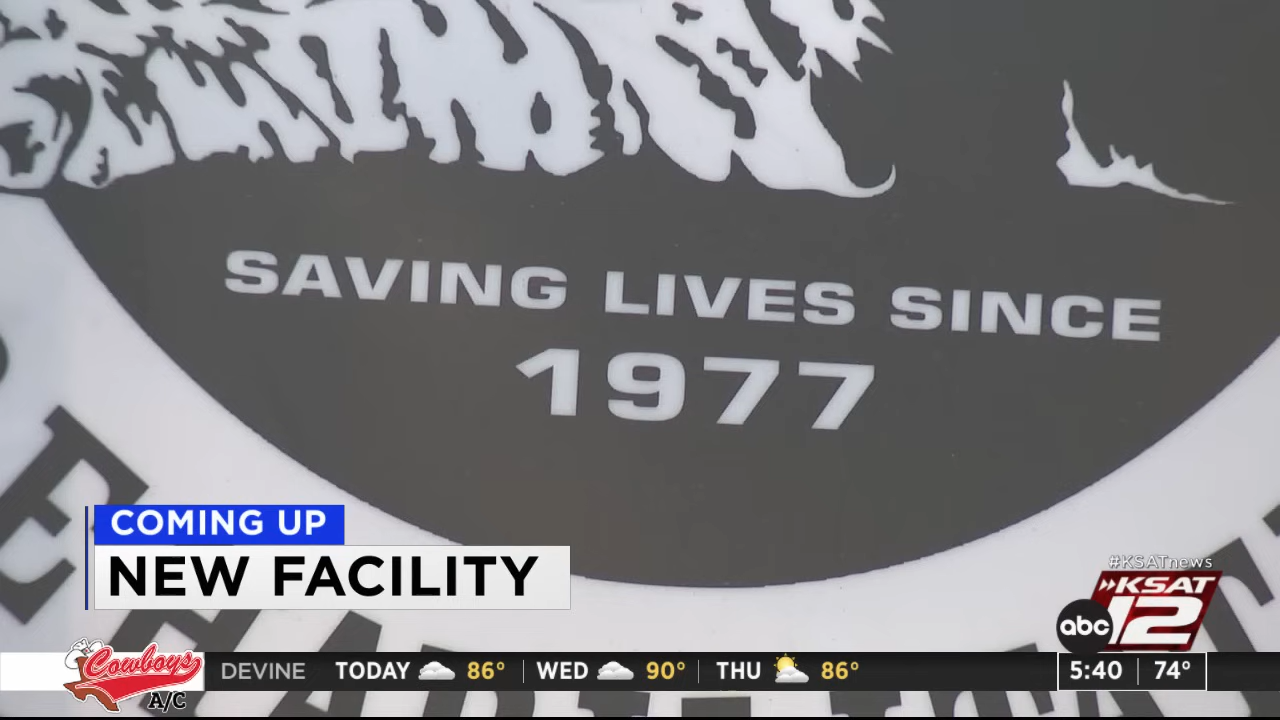 SAVING LIVES SINCE
1977
COMING UP
NEW FACILITY
#KSATnews
KSAT
abc 12
Cowboys
A/C
DEVINE TODAY 86° WED 90° THU 86°
5:40 74°